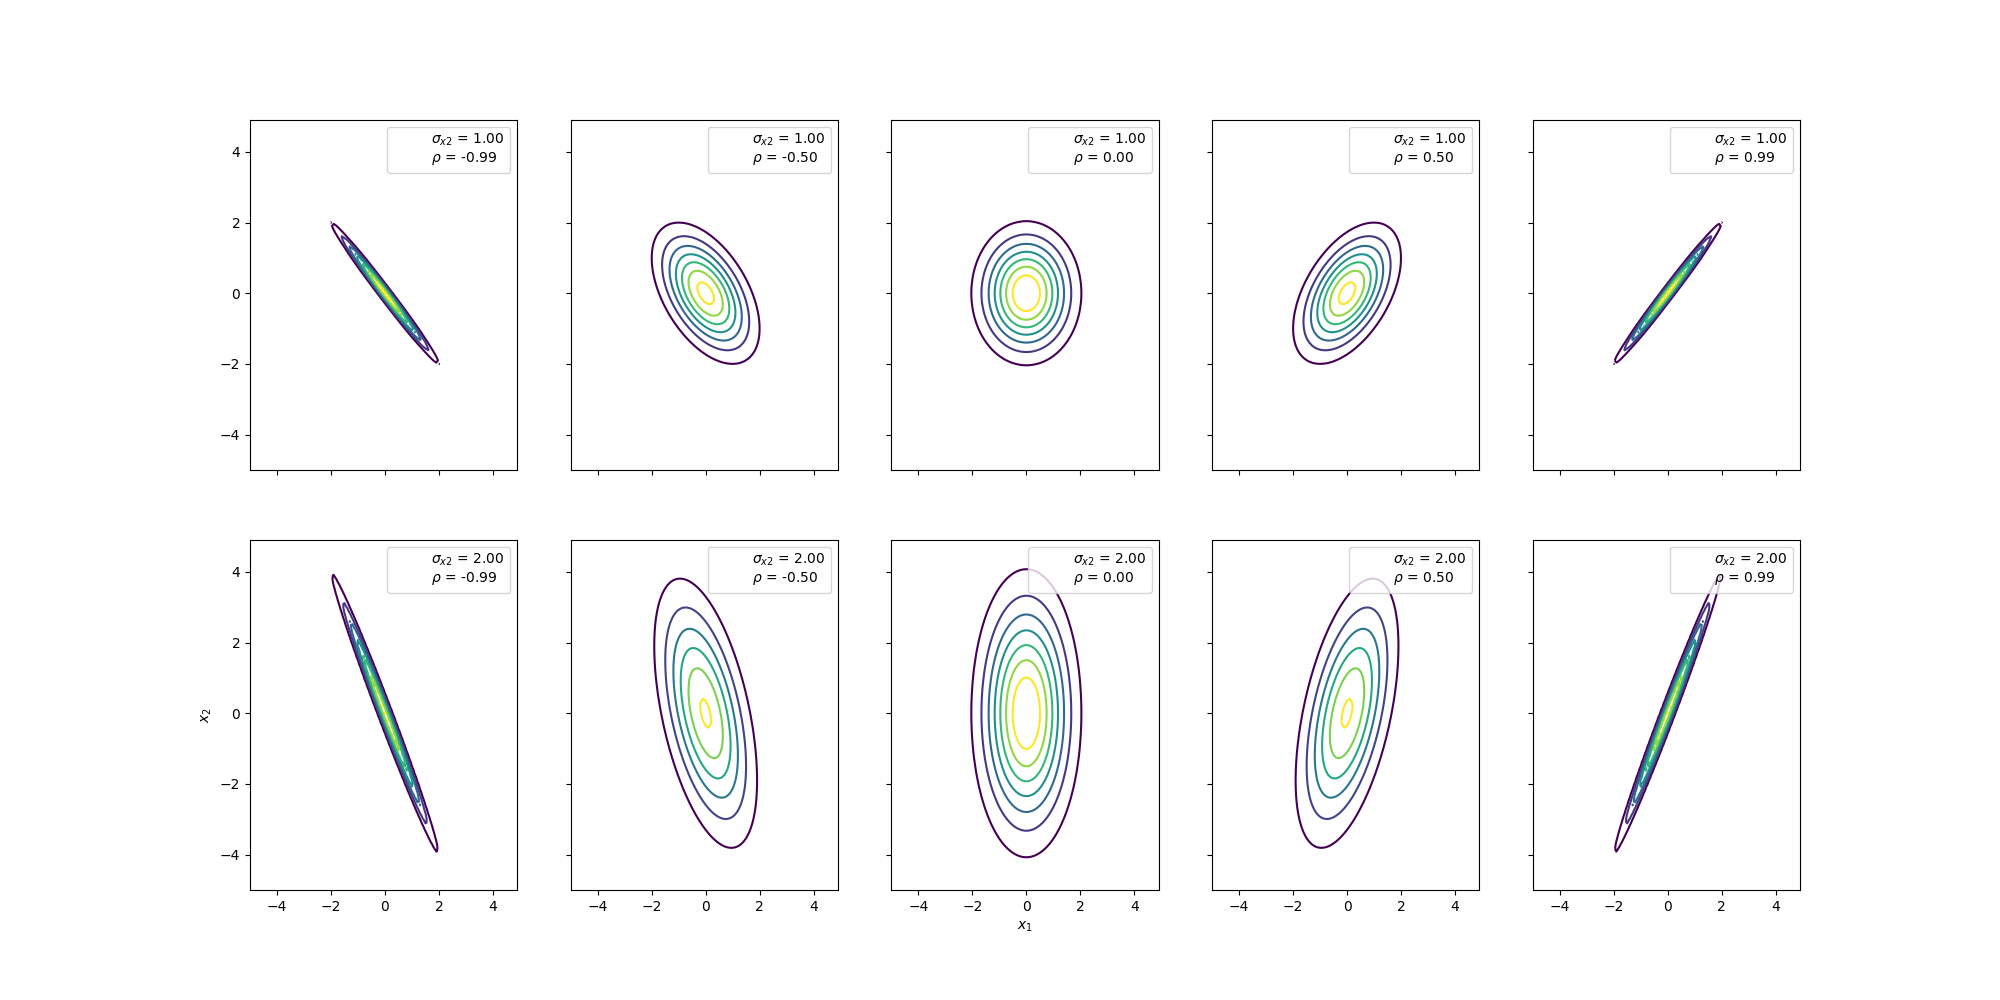 σx2 = 1.00
ρ = -0.99
σx2 = 1.00
ρ = -0.50
σx2 = 1.00
ρ = 0.00
σx2 = 1.00
ρ = 0.50
σx2 = 1.00
ρ = 0.99
4
2
0
−2
−4
σx2 = 2.00
ρ = -0.99
σx2 = 2.00
ρ = -0.50
σx2 = 2.00
ρ = 0.00
σx2 = 2.00
ρ = 0.50
σx2 = 2.00
ρ = 0.99
4
2
0
−2
−4
x2
−4 −2 0 2 4
−4 −2 0 2 4
−4 −2 0 2 4
−4 −2 0 2 4
−4 −2 0 2 4
x1